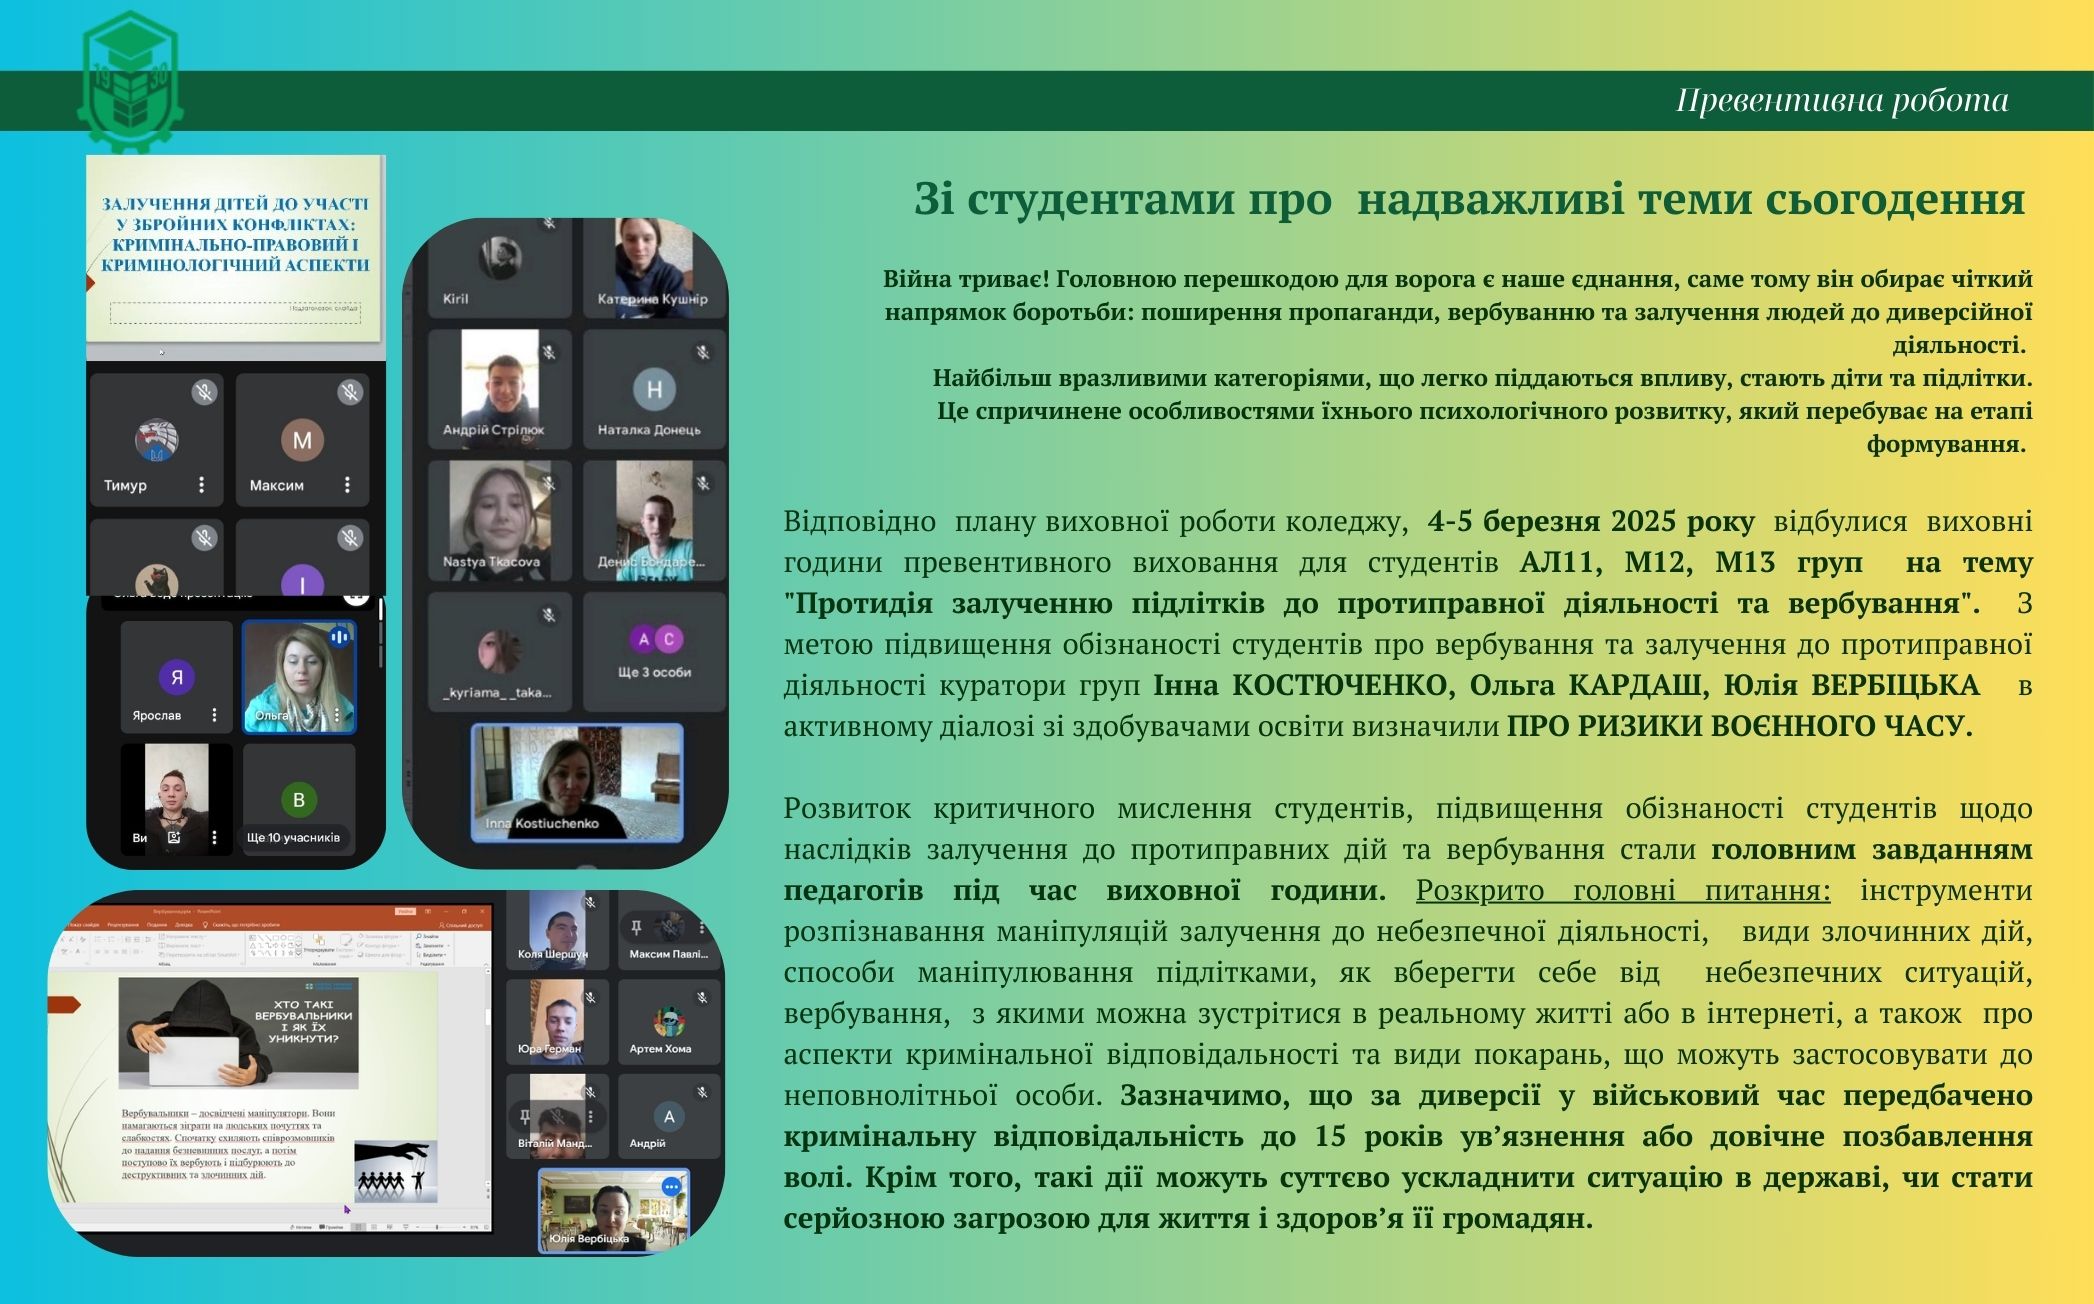 1930
Превентивна робота
ЗАЛУЧЕННЯ ДІТЕЙ ДО УЧАСТІ
У ЗБРОЙНИХ КОНФЛІКТАХ:
КРИМІНАЛЬНО-ПРАВОВИЙ І
КРИМІНОЛОГІЧНИЙ АСПЕКТИ
Подзаголовок слайда
Тимур
М
Максим
І
Я
Ярослав
Ольга
Ви
В
Ще 10 учасників
Kiril
Катерина Кушнір
Андрій Стрілюк
Н
Наталка Донець
Nastya Tkacova
Денис Бондаре...
_kyriama_ _taka...
А С
Ще 3 особи
Inna Kostiuchenko
ХТО ТАКІ
ВЕРБУВАЛЬНИКИ
І ЯК ЇХ
УНИКНУТИ?
Вербувальники – досвідчені маніпулятори. Вони
намагаються зіграти на людських почуттях та
слабкостях. Спочатку схиляють співрозмовників
до надання безневинних послуг, а потім
поступово їх вербують і підбурюють до
деструктивних та злочинних дій.
Коля Шершун
Максим Павлі...
Юра Герман
Артем Хома
Віталій Манд...
А
Андрій
Юлія Вербіцька
Зі студентами про надважливі теми сьогодення
Війна триває! Головною перешкодою для ворога є наше єднання, саме тому він обирає чіткий
напрямок боротьби: поширення пропаганди, вербуванню та залучення людей до диверсійної
діяльності.
Найбільш вразливими категоріями, що легко піддаються впливу, стають діти та підлітки.
Це спричинене особливостями їхнього психологічного розвитку, який перебуває на етапі
формування.
Відповідно плану виховної роботи коледжу, 4-5 березня 2025 року відбулися виховні
години превентивного виховання для студентів АЛ11, М12, М13 груп на тему
"Протидія залученню підлітків до протиправної діяльності та вербування". З
метою підвищення обізнаності студентів про вербування та залучення до протиправної
діяльності куратори груп Інна КОСТЮЧЕНКО, Ольга КАРДАШ, Юлія ВЕРБІЦЬКА в
активному діалозі зі здобувачами освіти визначили ПРО РИЗИКИ ВОЄННОГО ЧАСУ.
Розвиток критичного мислення студентів, підвищення обізнаності студентів щодо
наслідків залучення до протиправних дій та вербування стали головним завданням
педагогів під час виховної години. Розкрито головні питання: інструменти
розпізнавання маніпуляцій залучення до небезпечної діяльності, види злочинних дій,
способи маніпулювання підлітками, як вберегти себе від небезпечних ситуацій,
вербування, з якими можна зустрітися в реальному житті або в інтернеті, а також про
аспекти кримінальної відповідальності та види покарань, що можуть застосовувати до
неповнолітньої особи. Зазначимо, що за диверсії у військовий час передбачено
кримінальну відповідальність до 15 років ув’язнення або довічне позбавлення
волі. Крім того, такі дії можуть суттєво ускладнити ситуацію в державі, чи стати
серйозною загрозою для життя і здоров’я її громадян.